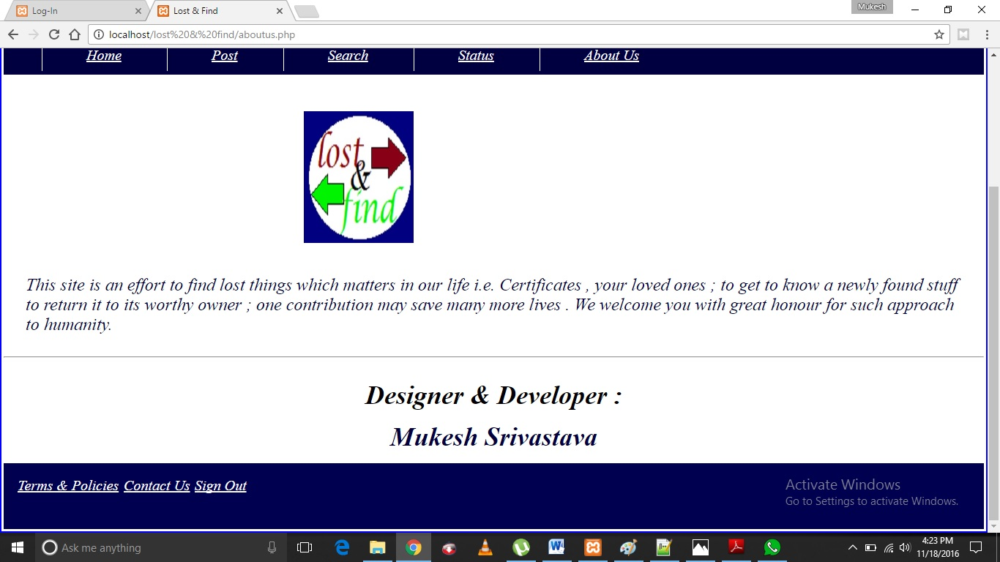 Log-In
Lost & Find
Mukesh
localhost/lost%20&%20find/aboutus.php
Home Post Search Status About Us
lost
&
find
This site is an effort to find lost things which matters in our life i.e. Certificates , your loved ones ; to get to know a newly found stuff
to return it to its worthy owner ; one contribution may save many more lives . We welcome you with great honour for such approach
to humanity.
Designer & Developer :
Mukesh Srivastava
Terms & Policies Contact Us Sign Out
Activate Windows
Go to Settings to activate Windows.
Ask me anything
4:23 PM
11/18/2016